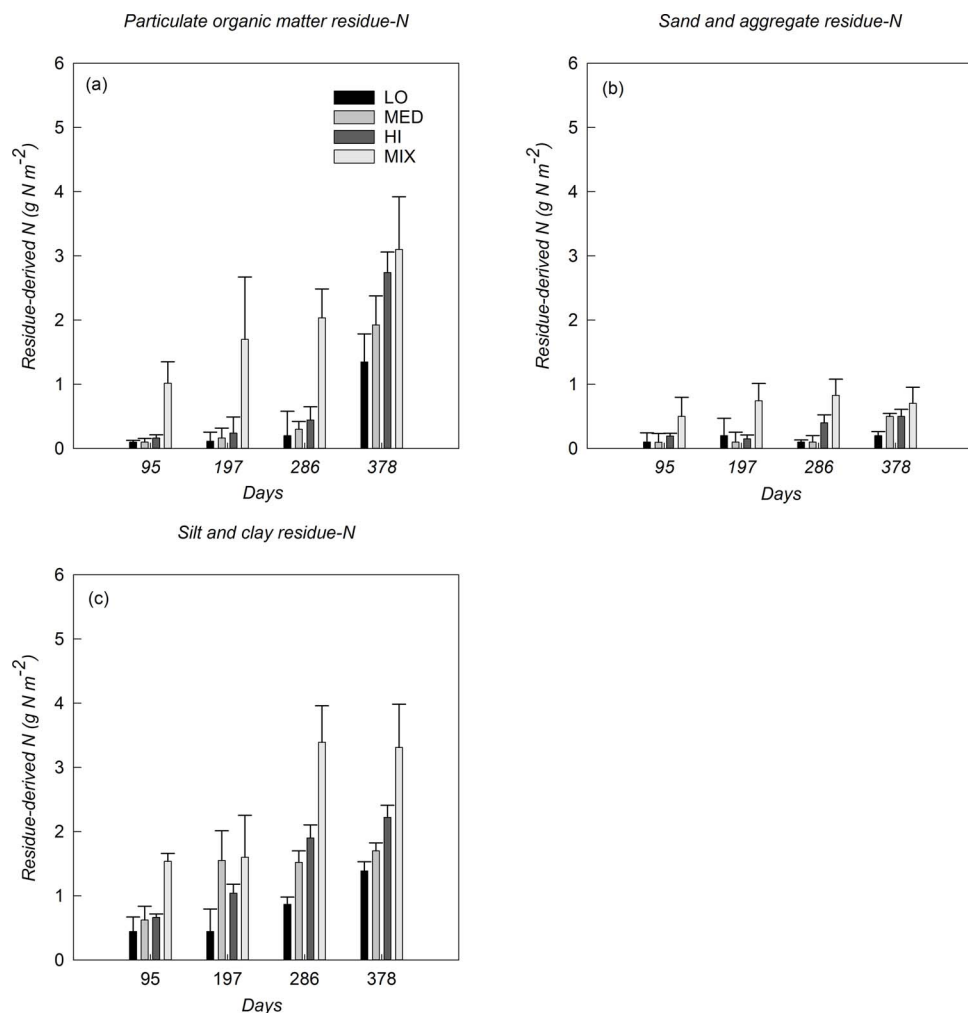 Particulate organic matter residue-N
(a)
LO
MED
HI
MIX
6
5
4
3
2
1
0
Residue-derived N (g N m-2)
95 197 286 378
Days
Sand and aggregate residue-N
(b)
6
5
4
3
2
1
0
Residue-derived N (g N m-2)
95 197 286 378
Days
Silt and clay residue-N
(c)
6
5
4
3
2
1
0
Residue-derived N (g N m-2)
95 197 286 378
Days